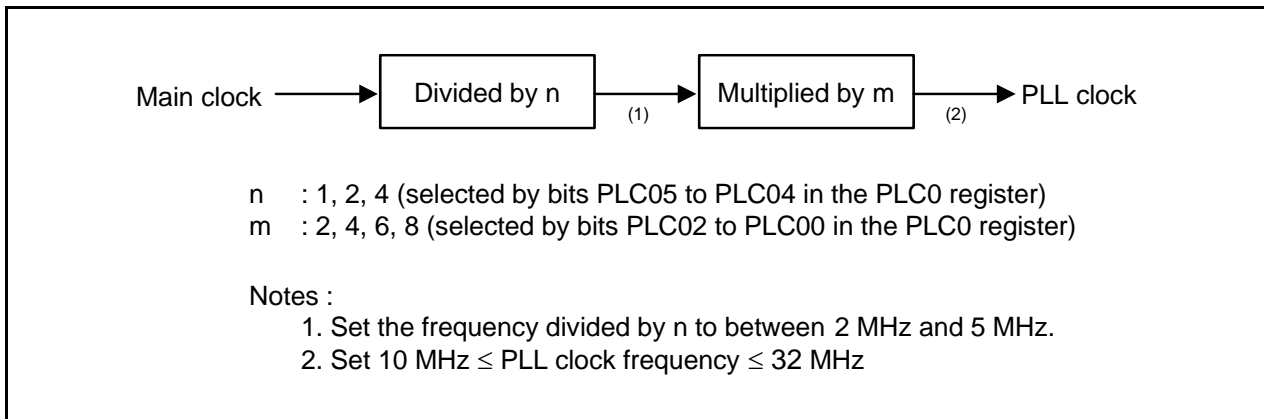 Main clock
Divided by n
(1)
Multiplied by m
(2)
PLL clock
n : 1, 2, 4 (selected by bits PLC05 to PLC04 in the PLC0 register)
m : 2, 4, 6, 8 (selected by bits PLC02 to PLC00 in the PLC0 register)
Notes :
1. Set the frequency divided by n to between 2 MHz and 5 MHz.
2. Set 10 MHz ≤ PLL clock frequency ≤ 32 MHz